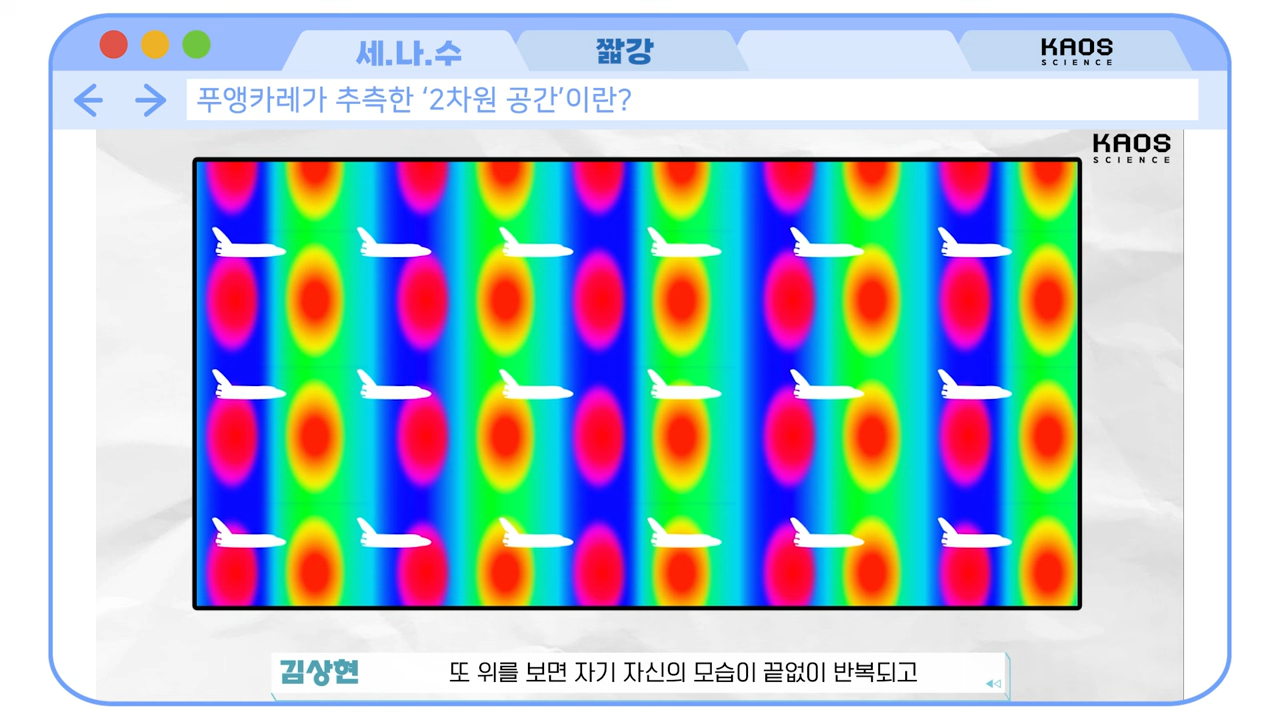 세.나.수
짧강
KAOS
SCIENCE
푸앵카레가 추측한 ‘2차원 공간’이란?
KAOS
SCIENCE
김상현
또 위를 보면 자기 자신의 모습이 끝없이 반복되고